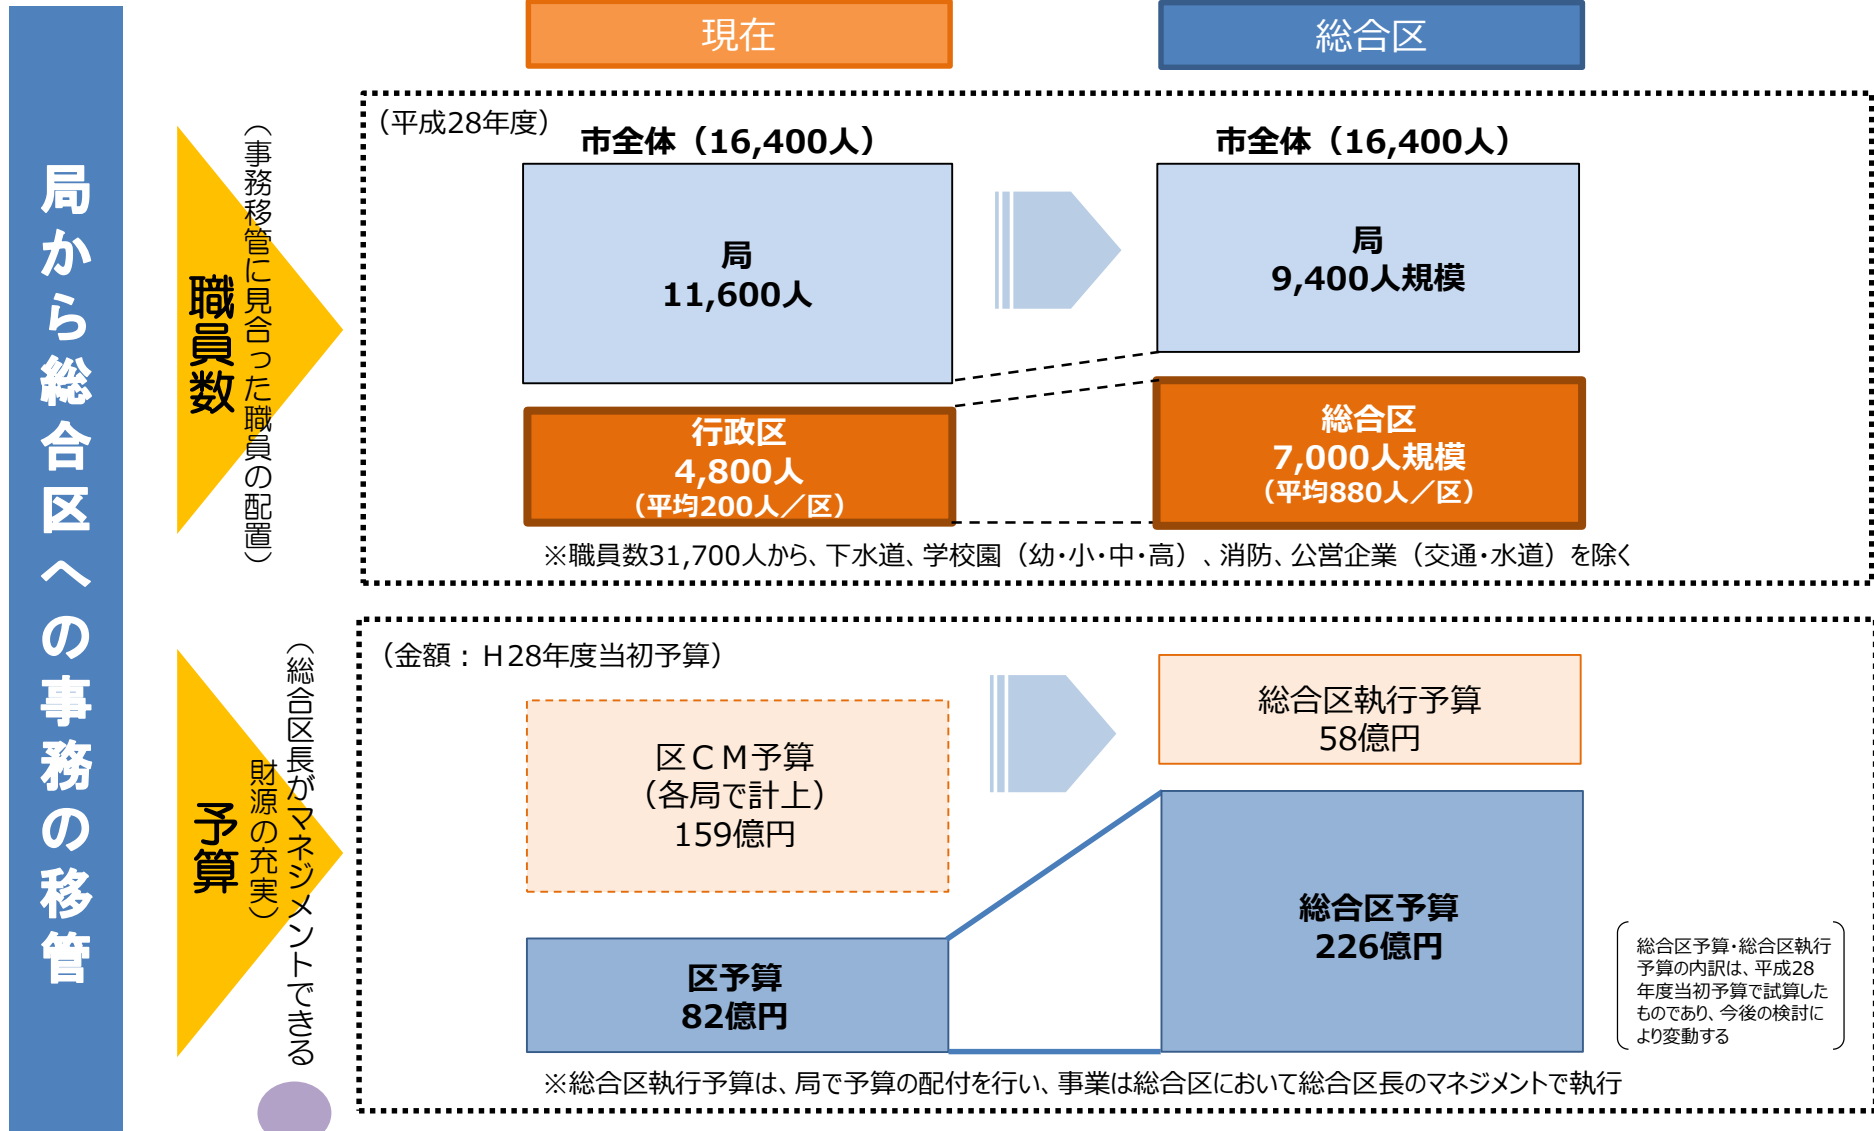 現在
総合区
局から総合区への事務の移管
職員数
（事務移管に見合った職員の配置）
（平成28年度）
市全体（16,400人）
市全体（16,400人）
局
11,600人
局
9,400人規模
行政区
4,800人
（平均200人／区）
総合区
7,000人規模
（平均880人／区）
※職員数31,700人から、下水道、学校園（幼・小・中・高）、消防、公営企業（交通・水道）を除く
予算
（総合区長がマネジメントできる
財源の充実）
（金額：Ｈ28年度当初予算）
区ＣＭ予算
（各局で計上）
159億円
総合区執行予算
58億円
区予算
82億円
総合区予算
226億円
総合区予算・総合区執行
予算の内訳は、平成28
年度当初予算で試算した
ものであり、今後の検討に
より変動する
※総合区執行予算は、局で予算の配付を行い、事業は総合区において総合区長のマネジメントで執行